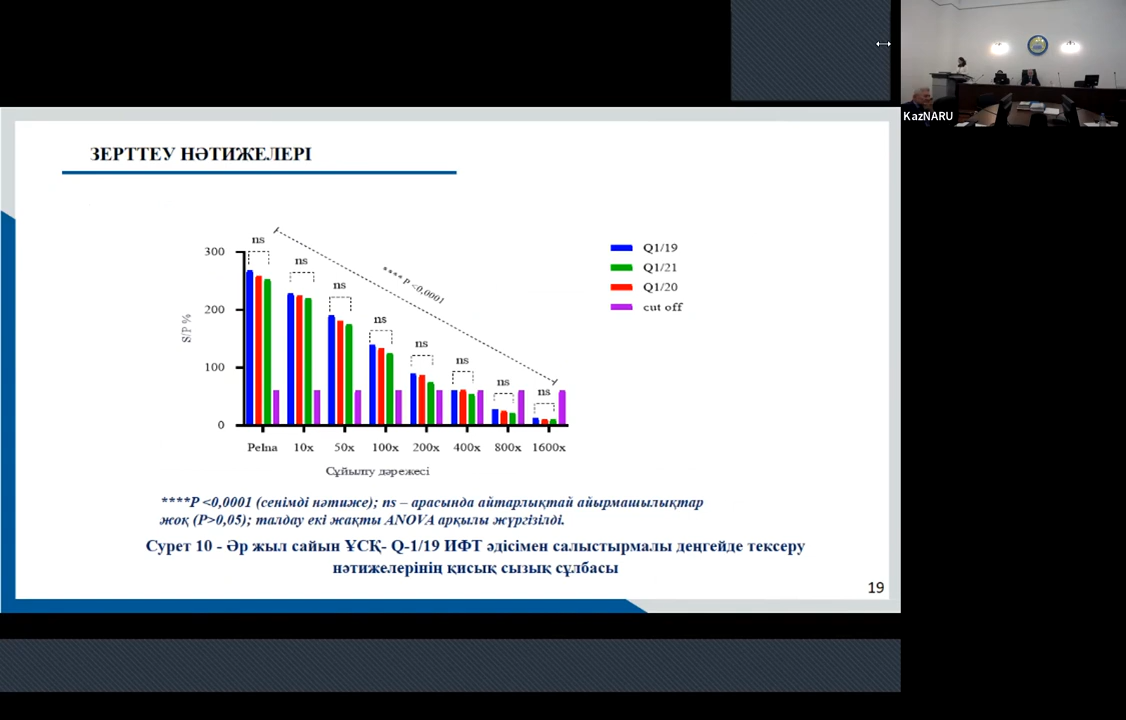 KazNARU
ЗЕРТТЕУ НӘТИЖЕЛЕРІ
ns
ns
ns
ns
ns
ns
ns
ns
**** P <0,0001
S/P %
300
200
100
0
Pelna 10x 50x 100x 200x 400x 800x 1600x
Сұйылту дәрежесі
Q1/19
Q1/21
Q1/20
cut off
****P <0,0001 (сенімді нәтиже); ns – арасында айтарлықтай айырмашылықтар
жоқ (P>0,05); талдау екі жақты ANOVA арқылы жүргізілді.
Сурет 10 - Әр жыл сайын ҰСҚ- Q-1/19 ИФТ әдісімен салыстырмалы деңгейде тексеру
нәтижелерінің қисық сызық сұлбасы
19